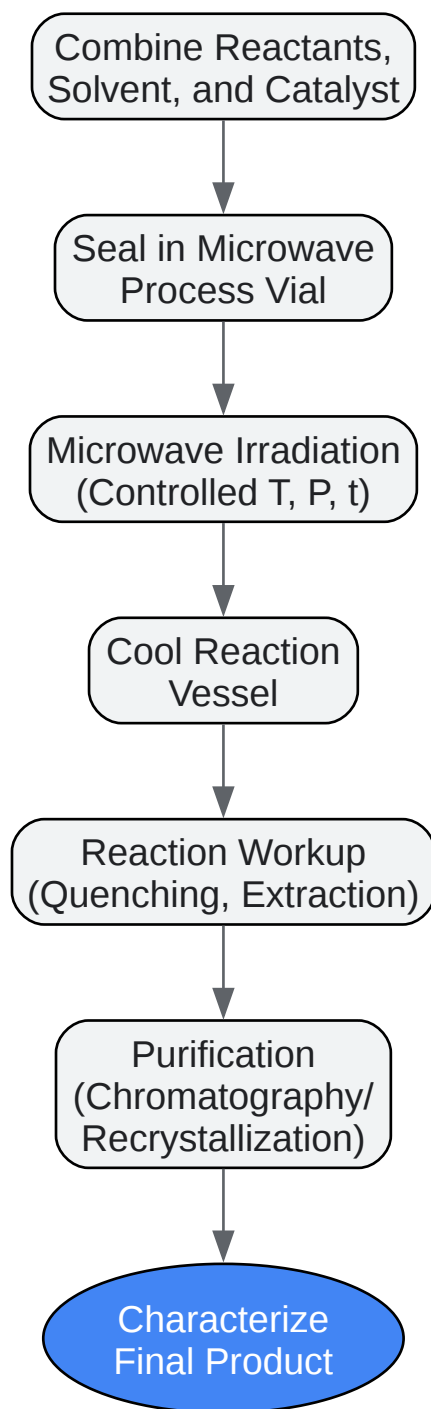 Combine Reactants,
Solvent, and Catalyst
Seal in Microwave
Process Vial
Microwave Irradiation
(Controlled T, P, t)
Cool Reaction
Vessel
Reaction Workup
(Quenching, Extraction)
Purification
(Chromatography/
Recrystallization)
Characterize
Final Product